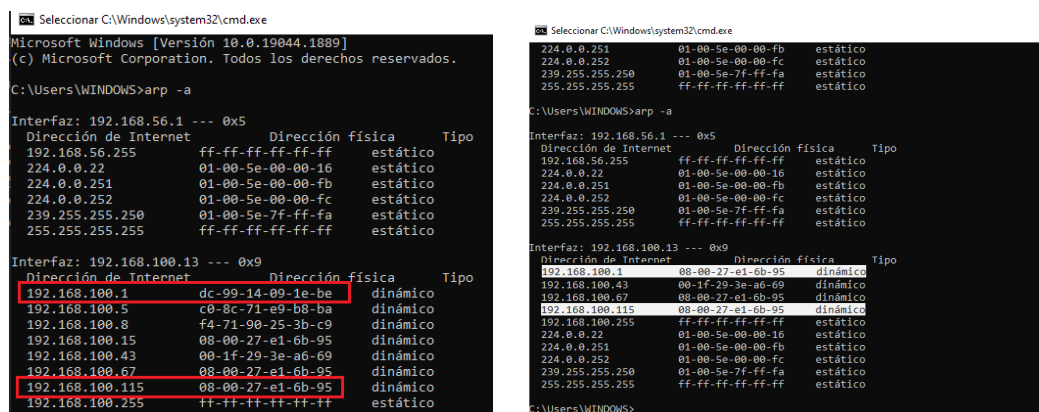 Seleccionar C:\Windows\system32\cmd.exe
Microsoft Windows [Versión 10.0.19044.1889]
(c) Microsoft Corporation. Todos los derechos reservados.
C:\Users\WINDOWS>arp -a
Interfaz: 192.168.56.1 --- 0x5
Dirección de Internet Dirección física Tipo
192.168.56.255 ff-ff-ff-ff-ff-ff estático
224.0.0.22 01-00-5e-00-00-16 estático
224.0.0.251 01-00-5e-00-00-fb estático
224.0.0.252 01-00-5e-00-00-fc estático
239.255.255.250 01-00-5e-7f-ff-fa estático
255.255.255.255 ff-ff-ff-ff-ff-ff estático
Interfaz: 192.168.100.13 --- 0x9
Dirección de Internet Dirección física Tipo
192.168.100.1 dc-99-14-09-1e-be dinámico
192.168.100.5 c0-8c-71-e9-b8-ba dinámico
192.168.100.8 f4-71-90-25-3b-c9 dinámico
192.168.100.15 08-00-27-e1-6b-95 dinámico
192.168.100.43 00-1f-29-3e-a6-69 dinámico
192.168.100.67 08-00-27-e1-6b-95 dinámico
192.168.100.115 08-00-27-e1-6b-95 dinámico
192.168.100.255 ff-ff-ff-ff-ff-ff estático
Seleccionar C:\Windows\system32\cmd.exe
224.0.0.251 01-00-5e-00-00-fb estático
224.0.0.252 01-00-5e-00-00-fc estático
239.255.255.250 01-00-5e-7f-ff-fa estático
255.255.255.255 ff-ff-ff-ff-ff-ff estático
C:\Users\WINDOWS>arp -a
Interfaz: 192.168.56.1 --- 0x5
Dirección de Internet Dirección física Tipo
192.168.56.255 ff-ff-ff-ff-ff-ff estático
224.0.0.22 01-00-5e-00-00-16 estático
224.0.0.251 01-00-5e-00-00-fb estático
224.0.0.252 01-00-5e-00-00-fc estático
239.255.255.250 01-00-5e-7f-ff-fa estático
255.255.255.255 ff-ff-ff-ff-ff-ff estático
Interfaz: 192.168.100.13 --- 0x9
Dirección de Internet Dirección física Tipo
192.168.100.1 08-00-27-e1-6b-95 dinámico
192.168.100.43 00-1f-29-3e-a6-69 dinámico
192.168.100.67 08-00-27-e1-6b-95 dinámico
192.168.100.115 08-00-27-e1-6b-95 dinámico
192.168.100.255 ff-ff-ff-ff-ff-ff estático
224.0.0.22 01-00-5e-00-00-16 estático
224.0.0.251 01-00-5e-00-00-fb estático
224.0.0.252 01-00-5e-00-00-fc estático
239.255.255.250 01-00-5e-7f-ff-fa estático
255.255.255.255 ff-ff-ff-ff-ff-ff estático
C:\Users\WINDOWS>